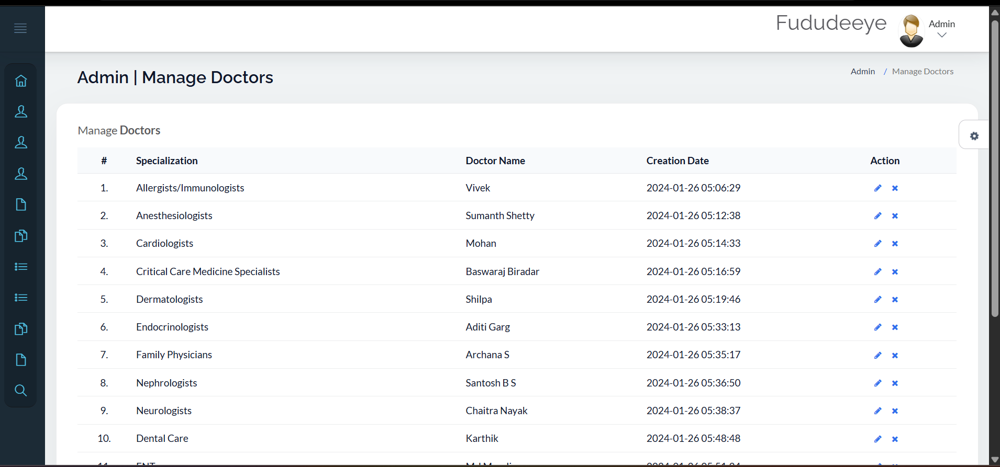 Fududeeye
Admin
Admin | Manage Doctors
Admin / Manage Doctors
Manage Doctors
# Specialization Doctor Name Creation Date Action
1. Allergists/Immunologists Vivek 2024-01-26 05:06:29
2. Anesthesiologists Sumanth Shetty 2024-01-26 05:12:38
3. Cardiologists Mohan 2024-01-26 05:14:33
4. Critical Care Medicine Specialists Baswaraj Biradar 2024-01-26 05:16:59
5. Dermatologists Shilpa 2024-01-26 05:19:46
6. Endocrinologists Aditi Garg 2024-01-26 05:33:13
7. Family Physicians Archana S 2024-01-26 05:35:17
8. Nephrologists Santosh B S 2024-01-26 05:36:50
9. Neurologists Chaitra Nayak 2024-01-26 05:38:37
10. Dental Care Karthik 2024-01-26 05:48:48
11. ENT